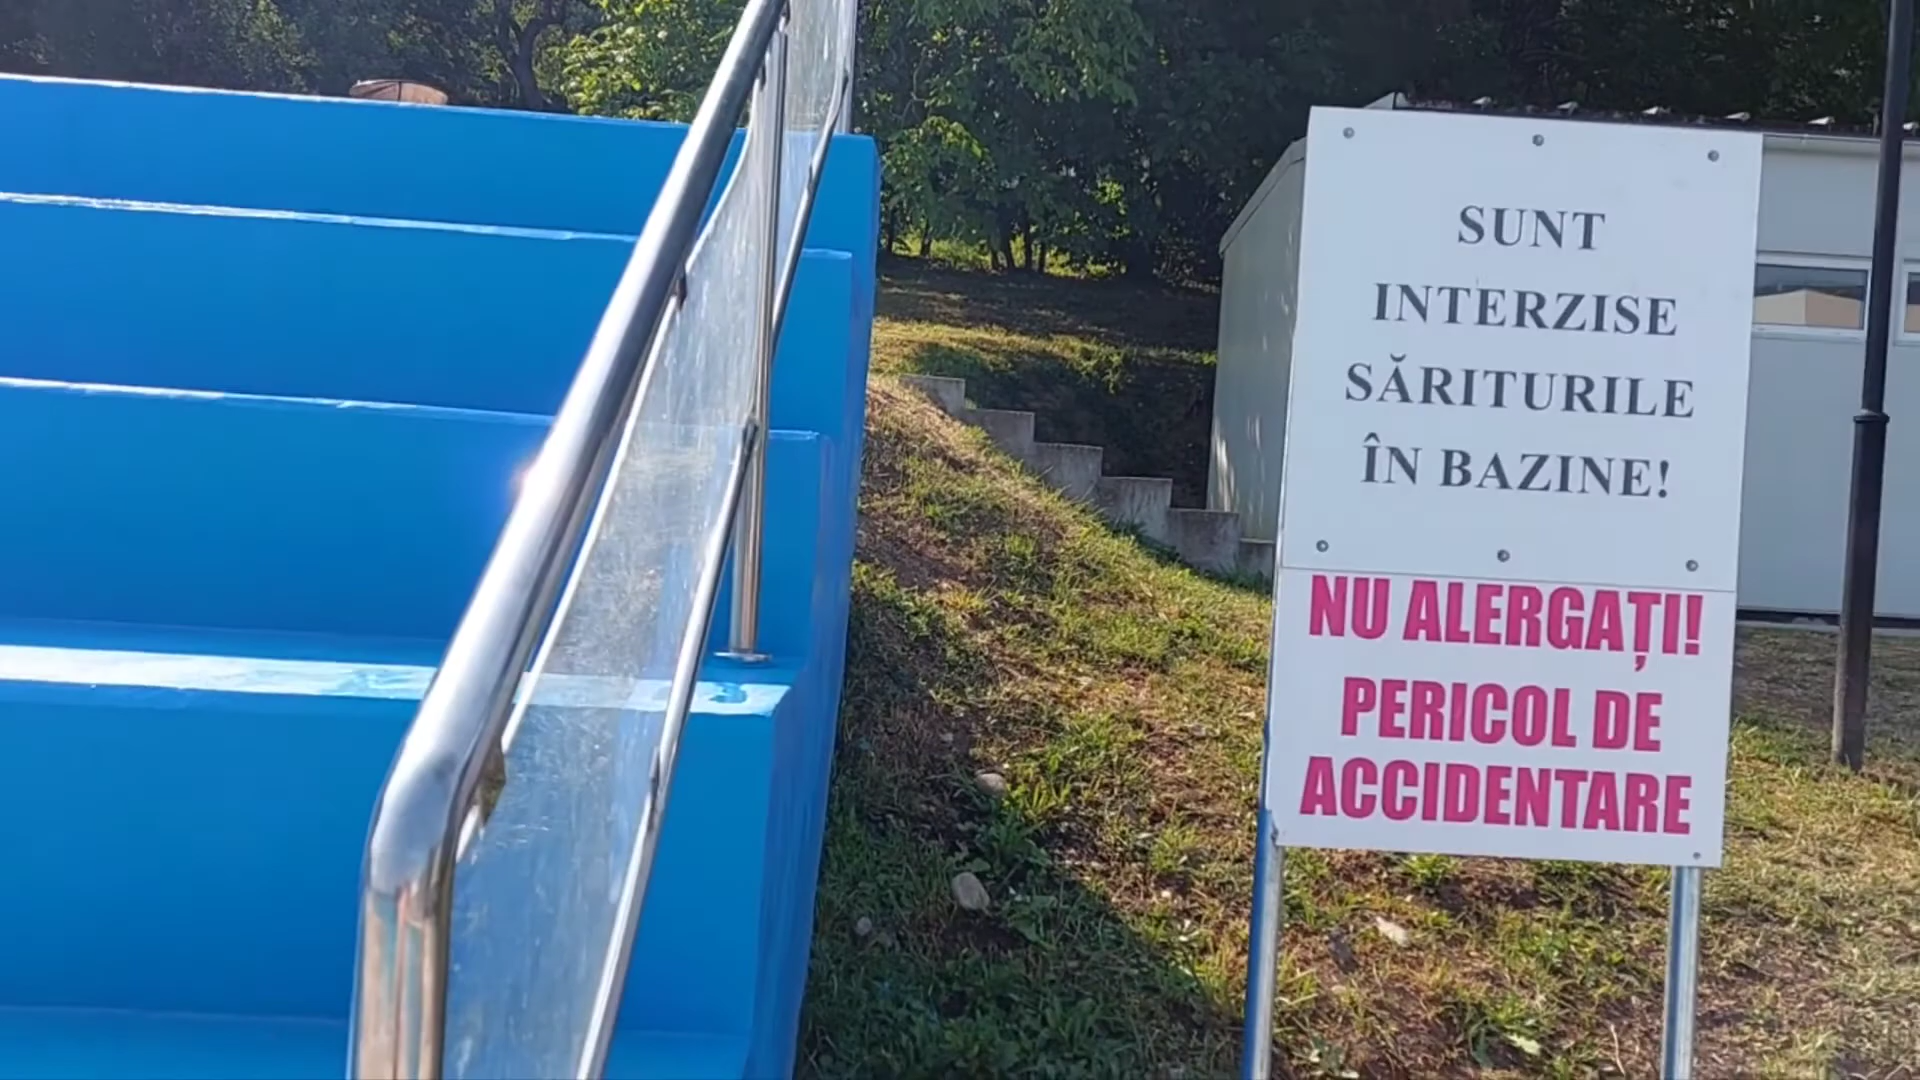 SUNT
INTERZISE
SĂRITURILE
ÎN BAZINE!
NU ALERGAȚI!
PERICOL DE
ACCIDENTARE